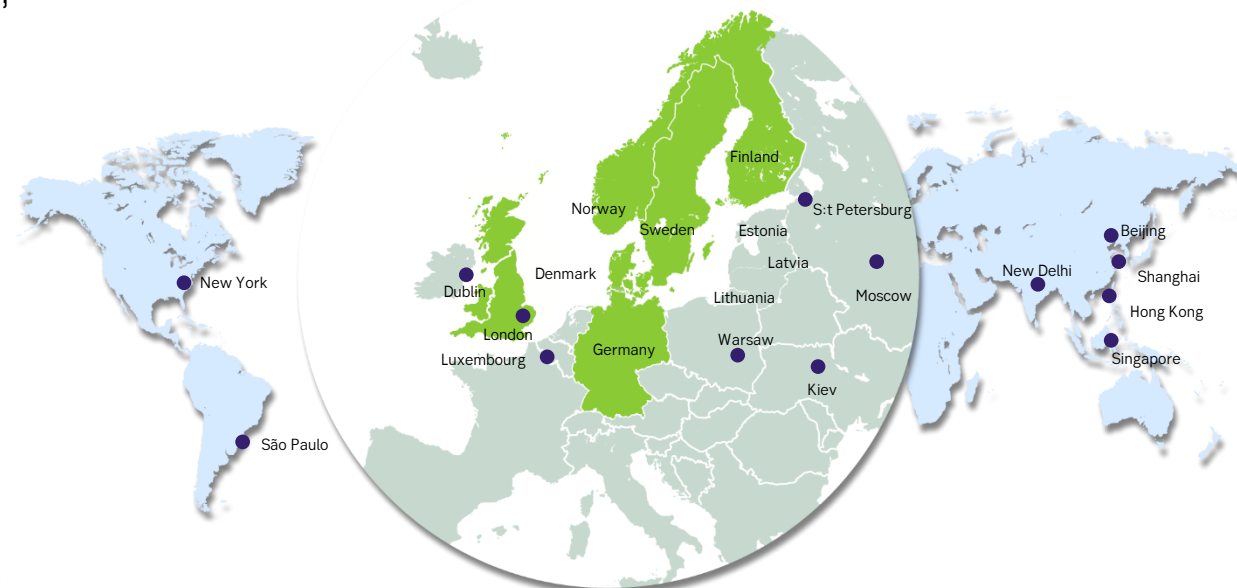 Finland
Norway
S:t Petersburg
Sweden
Estonia
Beijing
Latvia
New Delhi
Denmark
Shanghai
New York
Dublin
Moscow
Lithuania
Hong Kong
London
Warsaw
Germany
Luxembourg
Singapore
Kiev
São Paulo